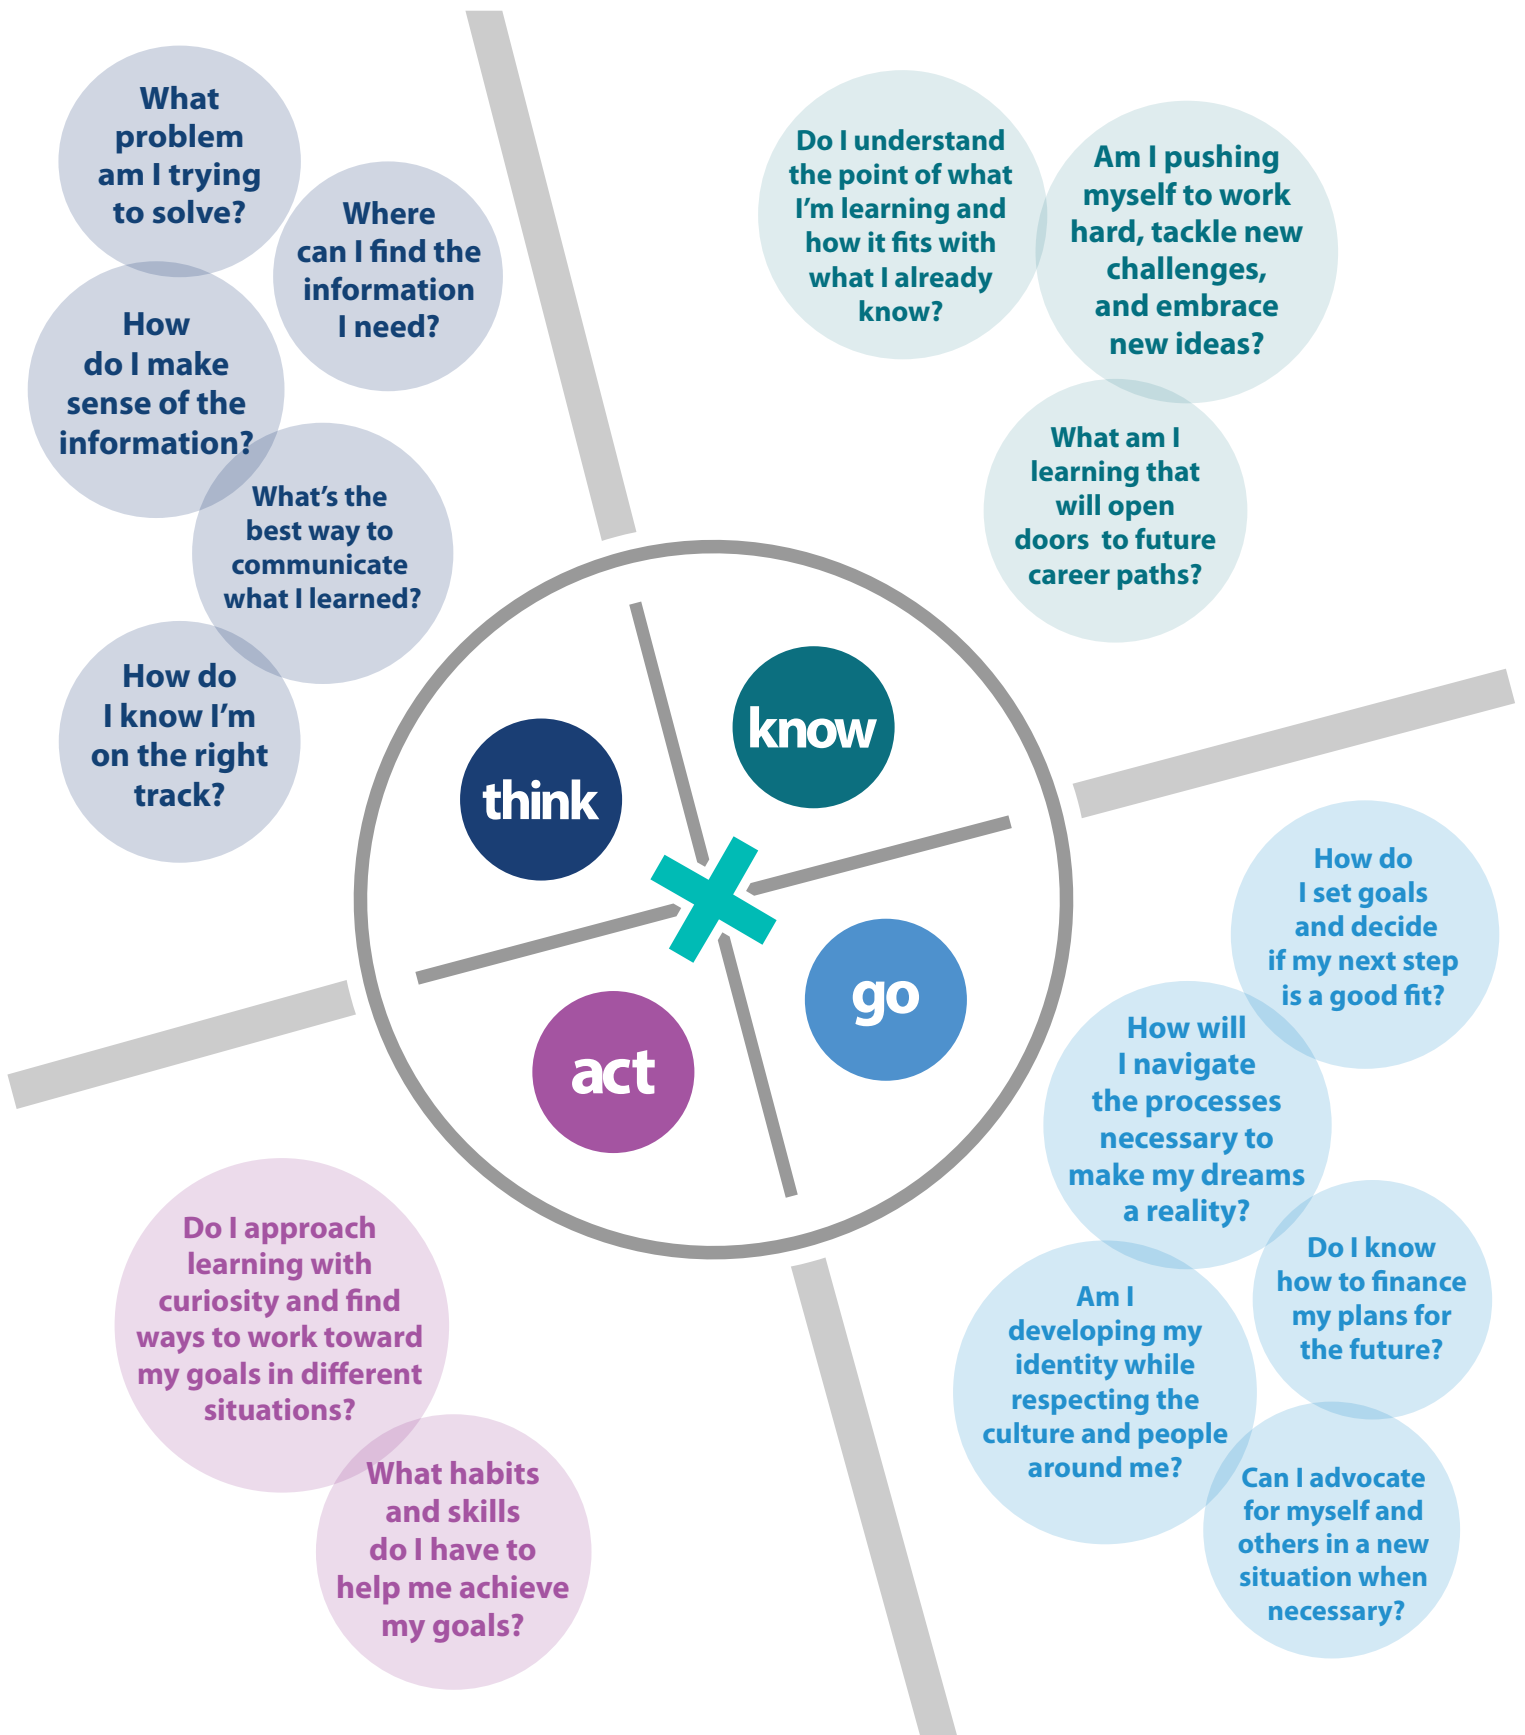 What
problem
am I trying
to solve?
Where
can I find the
information
I need?
How
do I make
sense of the
information?
What's the
best way to
communicate
what I learned?
How do
I know I'm
on the right
track?
Do I understand
the point of what
I'm learning and
how it fits with
what I already
know?
Am I pushing
myself to work
hard, tackle new
challenges,
and embrace
new ideas?
What am I
learning that
will open
doors  to future
career paths?
think
know
act
go
How do
I set goals
and decide
if my next step
is a good fit?
How will
I navigate
the processes
necessary to
make my dreams
a reality?
Do I know
how to finance
my plans for
the future?
Am I
developing my
identity while
respecting the
culture and people
around me?
Can I advocate
for myself and
others in a new
situation when
necessary?
Do I approach
learning with
curiosity and find
ways to work toward
my goals in different
situations?
What habits
and skills
do I have to
help me achieve
my goals?